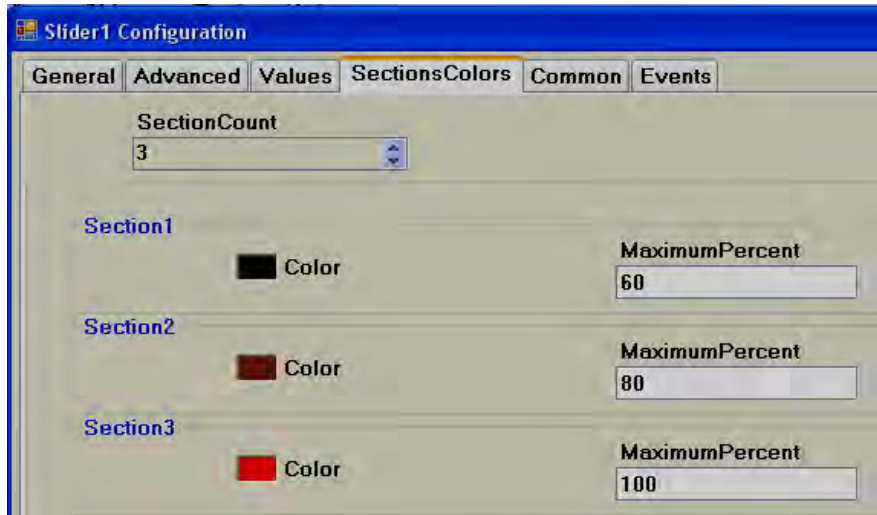 Slider1 Configuration
General Advanced Values SectionsColors Common Events
SectionCount
3
Section1
Color
MaximumPercent
60
Section2
Color
MaximumPercent
80
Section3
Color
MaximumPercent
100